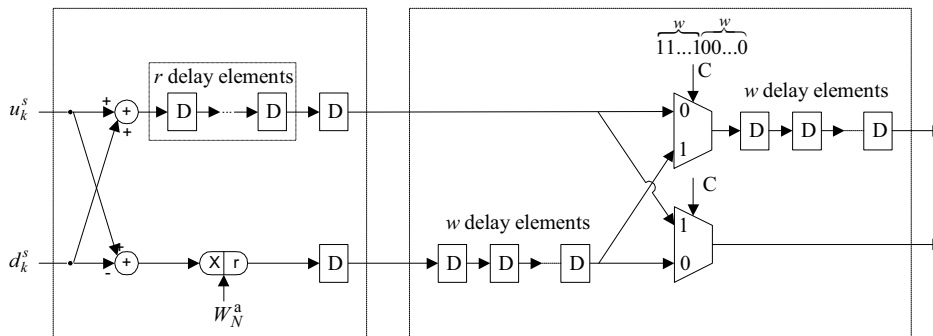 w w
11...100...0
r delay elements
C
w delay elements
u_k^s
+
+
+
D
...
D
D
0
1
D
D
D
C
w delay elements
1
0
d_k^s
+
-
+
X r
D
D
D
D
W_N^a